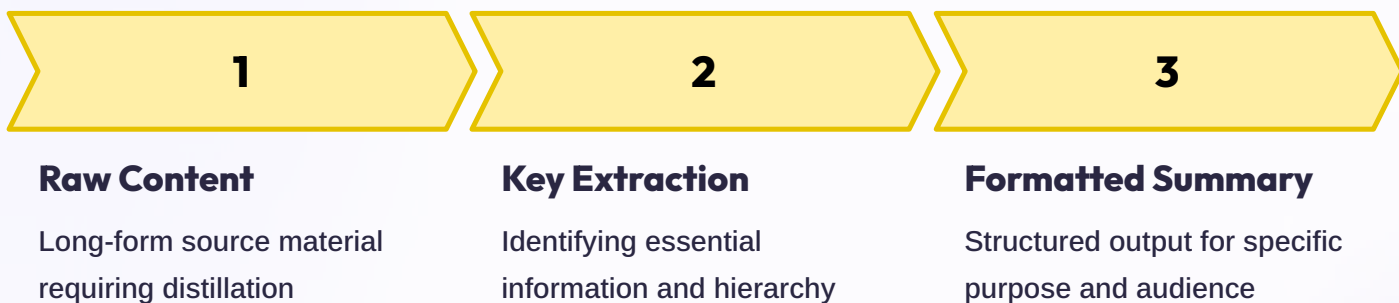 1
2
3
Raw Content
Long-form source material
requiring distillation
Key Extraction
Identifying essential
information and hierarchy
Formatted Summary
Structured output for specific
purpose and audience